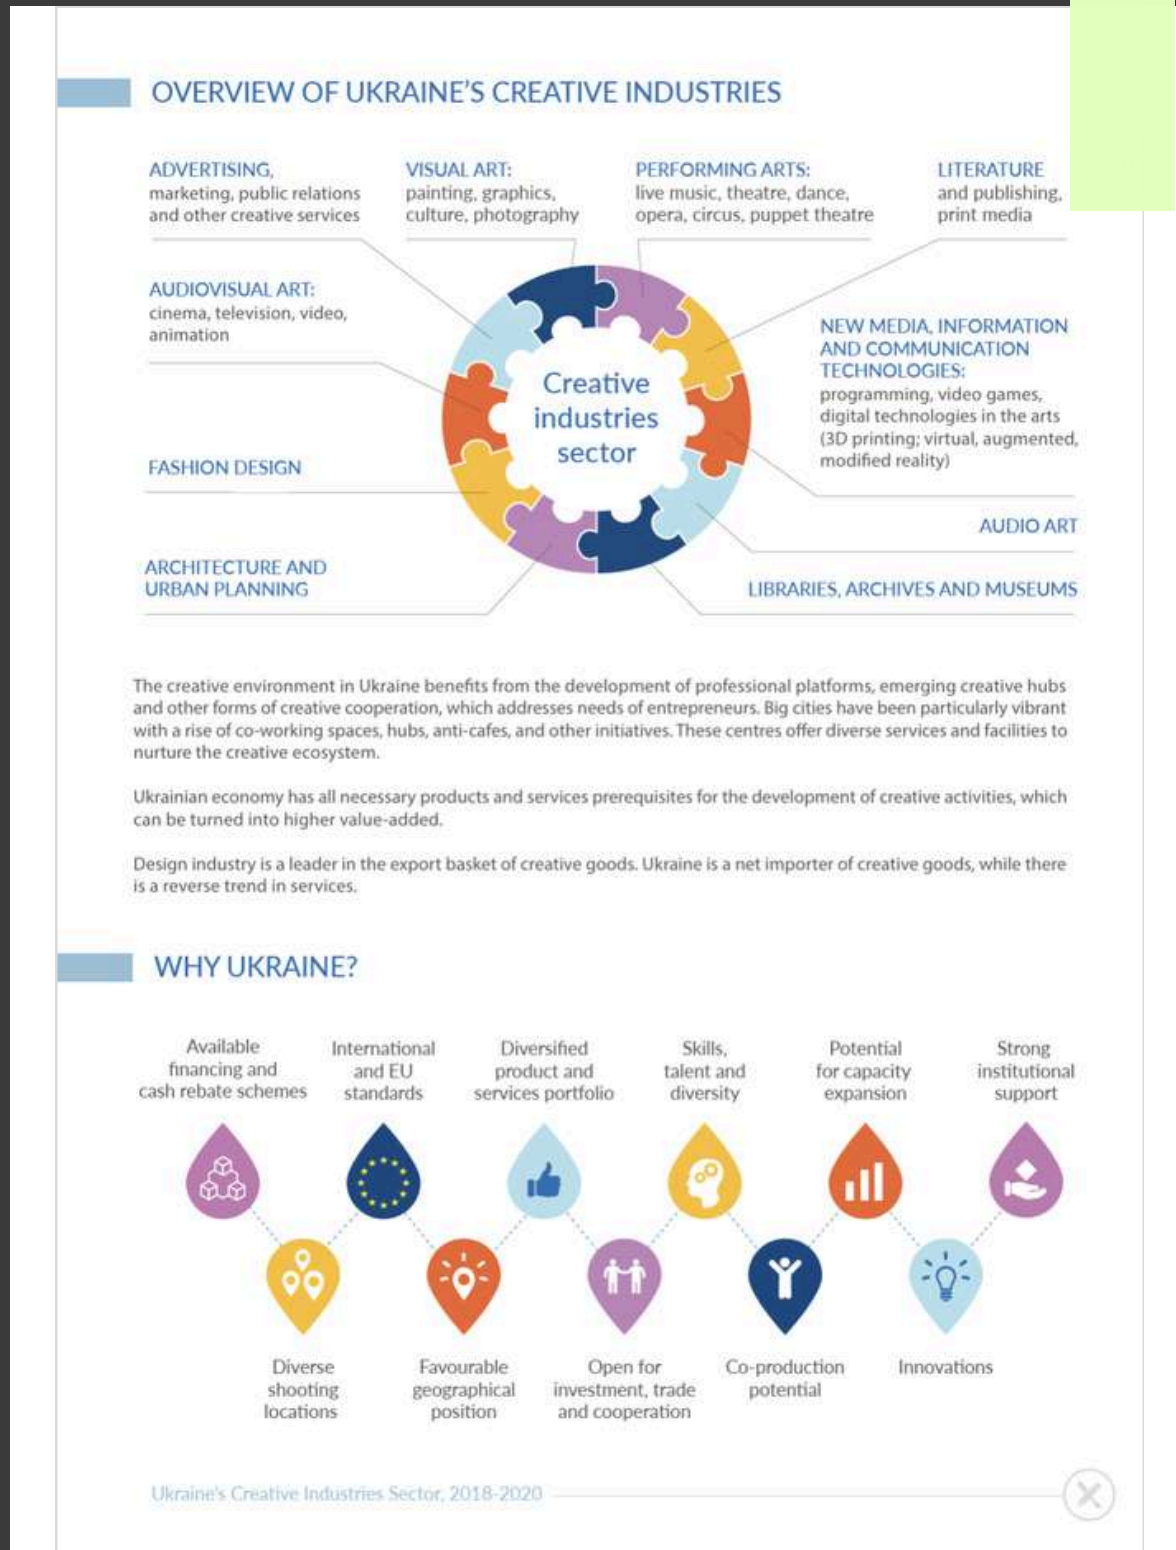 OVERVIEW OF UKRAINE'S CREATIVE INDUSTRIES
ADVERTISING,
marketing, public relations
and other creative services
VISUAL ART:
painting, graphics,
culture, photography
PERFORMING ARTS:
live music, theatre, dance,
opera, circus, puppet theatre
LITERATURE
and publishing,
print media
AUDIOVISUAL ART:
cinema, television, video,
animation
NEW MEDIA, INFORMATION
AND COMMUNICATION
TECHNOLOGIES:
programming, video games,
digital technologies in the arts
(3D printing; virtual, augmented,
modified reality)
Creative
industries
sector
FASHION DESIGN
AUDIO ART
ARCHITECTURE AND
URBAN PLANNING
LIBRARIES, ARCHIVES AND MUSEUMS
The creative environment in Ukraine benefits from the development of professional platforms, emerging creative hubs
and other forms of creative cooperation, which addresses needs of entrepreneurs. Big cities have been particularly vibrant
with a rise of co-working spaces, hubs, anti-cafes, and other initiatives. These centres offer diverse services and facilities to
nurture the creative ecosystem.
Ukrainian economy has all necessary products and services prerequisites for the development of creative activities, which
can be turned into higher value-added.
Design industry is a leader in the export basket of creative goods. Ukraine is a net importer of creative goods, while there
is a reverse trend in services.
WHY UKRAINE?
Available
financing and
cash rebate schemes
International
and EU
standards
Diversified
product and
services portfolio
Skills,
talent and
diversity
Potential
for capacity
expansion
Strong
institutional
support
Diverse
shooting
locations
Favourable
geographical
position
Open for
investment, trade
and cooperation
Co-production
potential
Innovations
Ukraine's Creative Industries Sector, 2018-2020